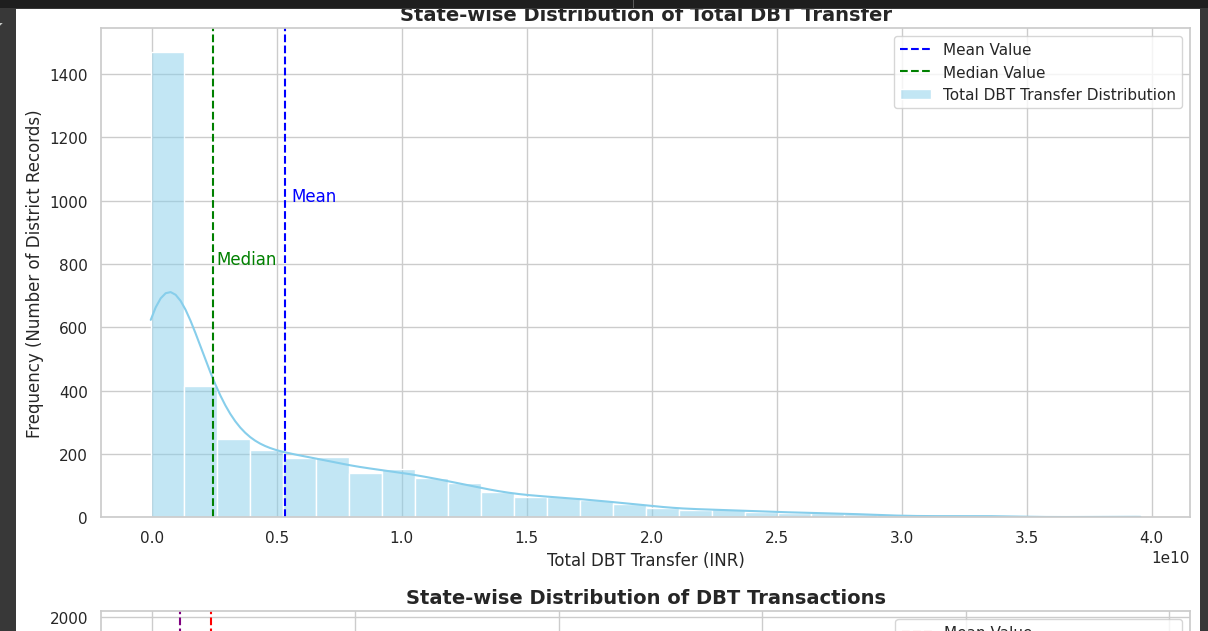 State-wise Distribution of Total DBT Transfer
Mean Value
Median Value
Total DBT Transfer Distribution
Frequency (Number of District Records)
1400
1200
1000
800
600
400
200
0
Mean
Median
0.0 0.5 1.0 1.5 2.0 2.5 3.0 3.5 4.0
1e10
Total DBT Transfer (INR)
State-wise Distribution of DBT Transactions
2000
Mean Value